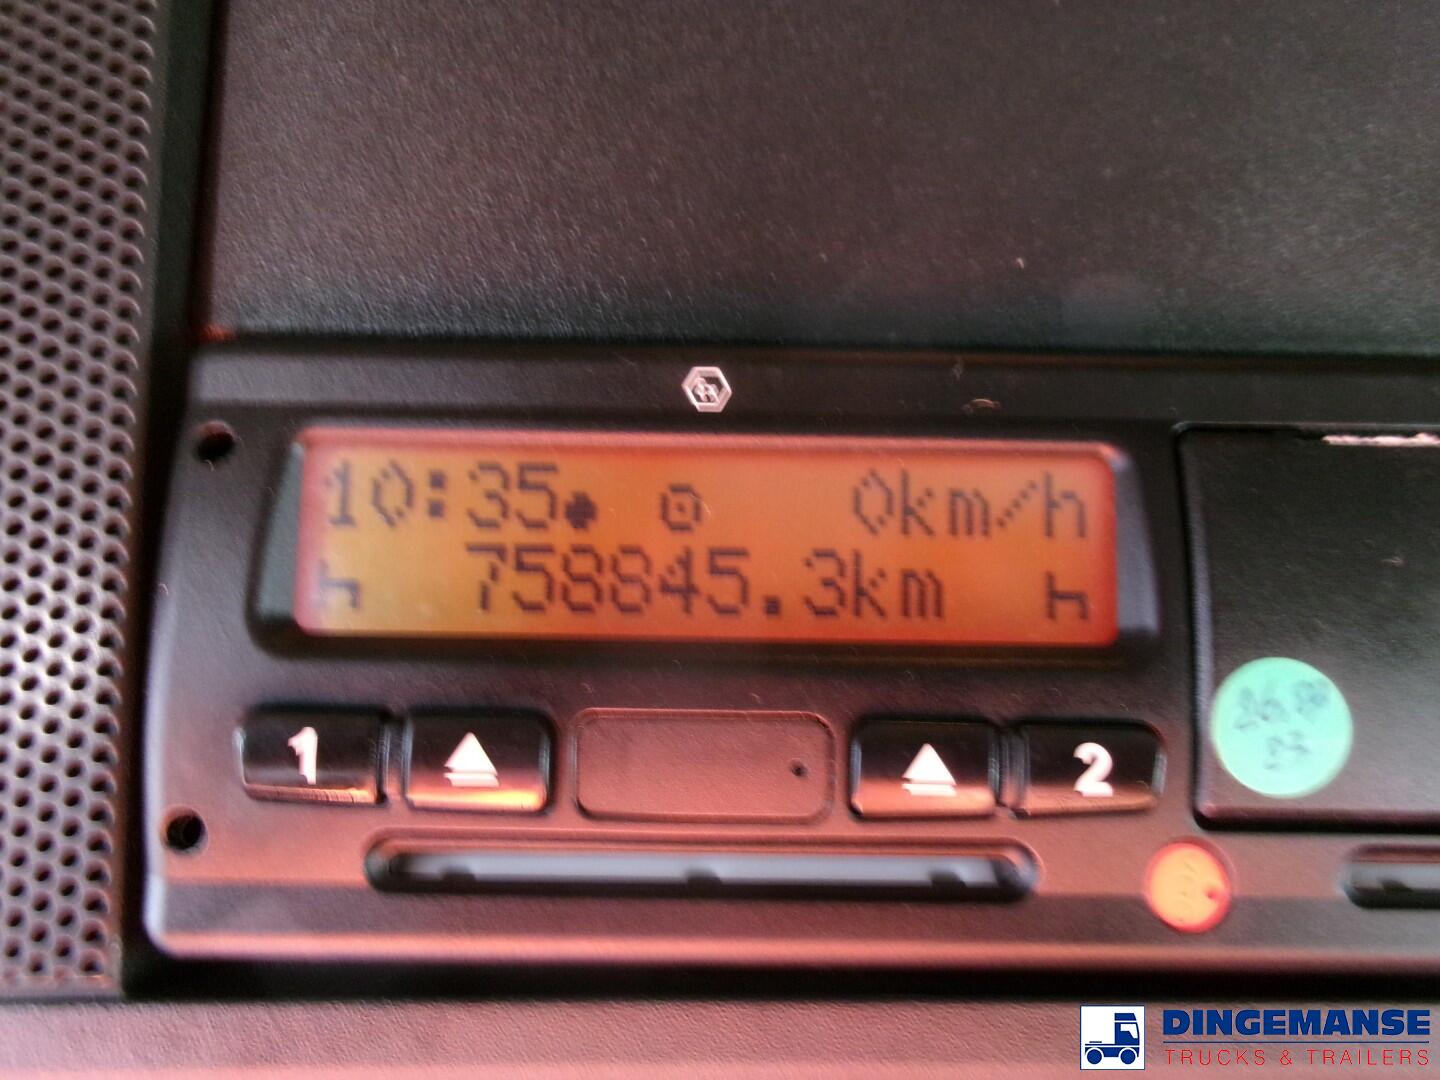 10:35 0km/h
758845.3km
1 2
DINGEMANSE
TRUCKS & TRAILERS